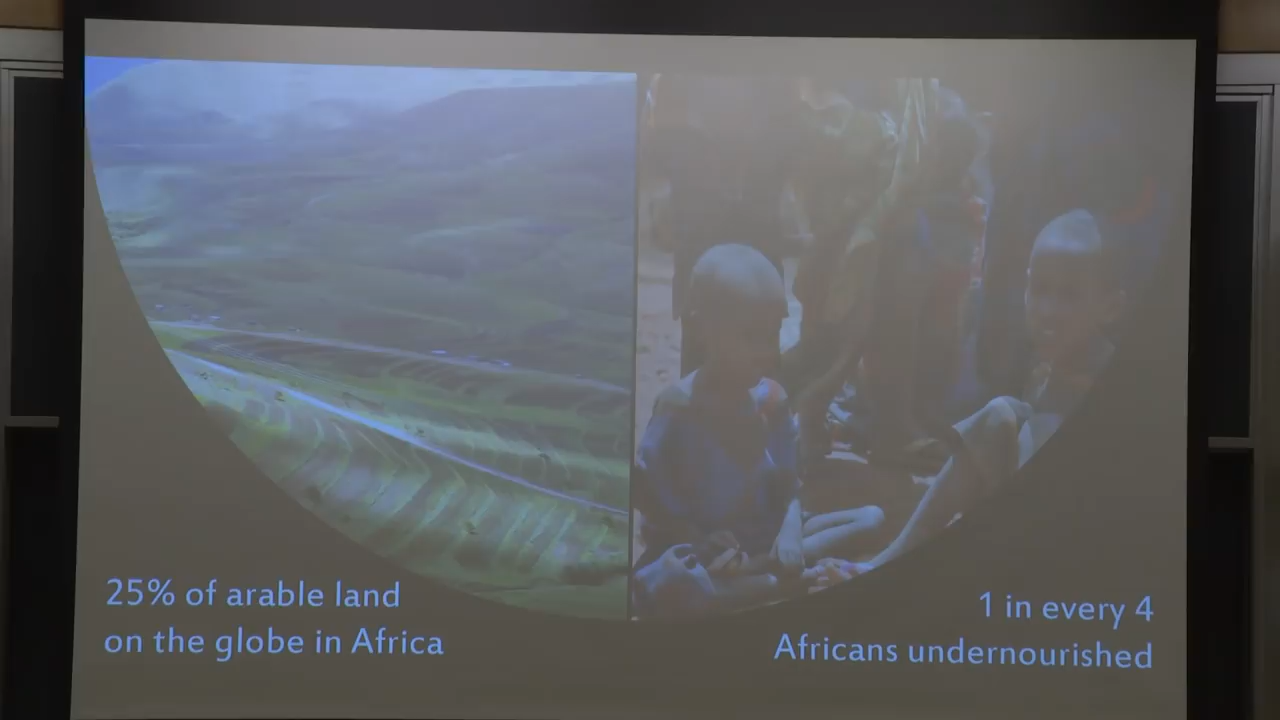 25% of arable land
on the globe in Africa
1 in every 4
Africans undernourished